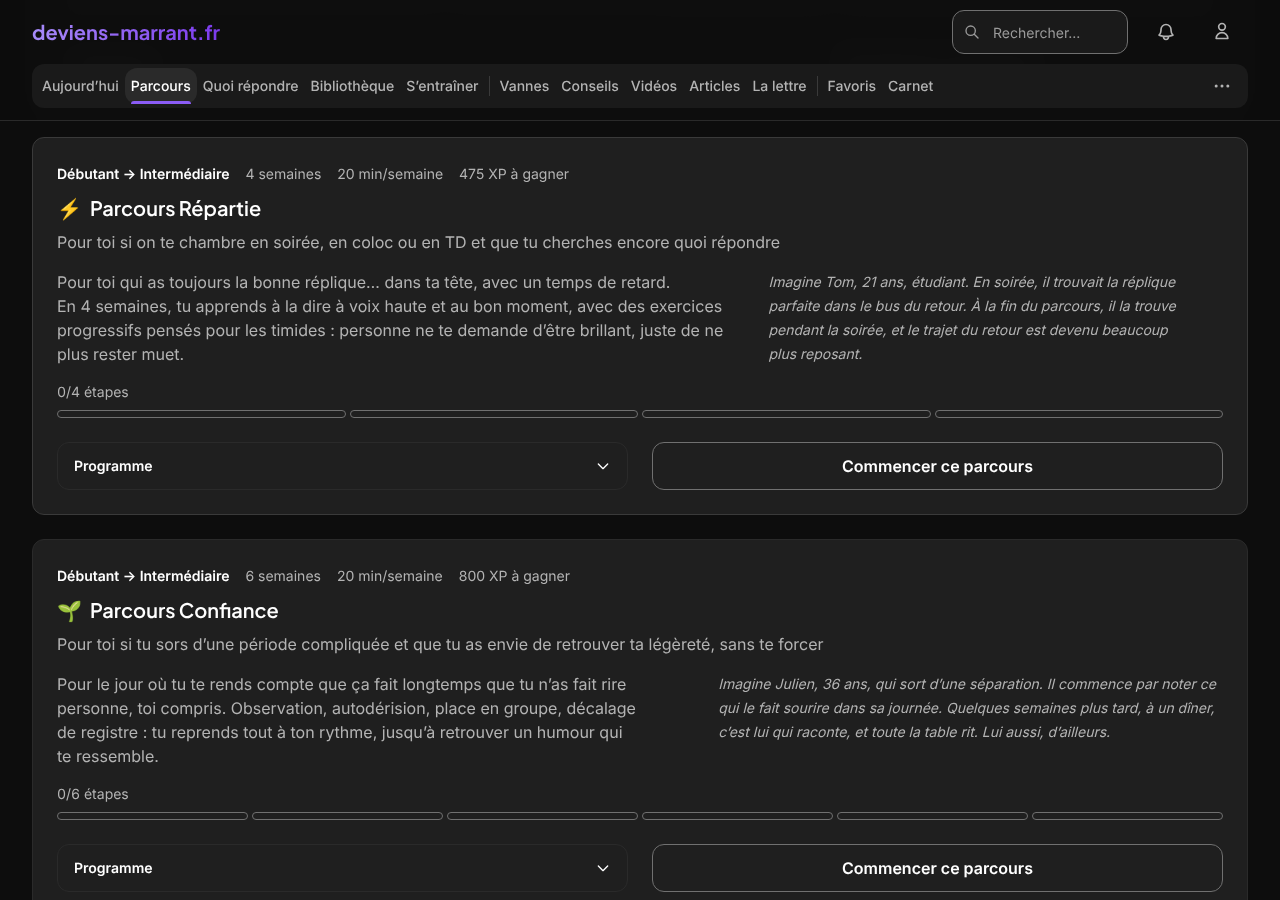 deviens-marrant.fr
Rechercher...
Aujourd’hui Parcours Quoi répondre Bibliothèque S’entraîner Vannes Conseils Vidéos Articles La lettre Favoris Carnet
Débutant → Intermédiaire 4 semaines 20 min/semaine 475 XP à gagner
⚡ Parcours Répartie
Pour toi si on te chambre en soirée, en coloc ou en TD et que tu cherches encore quoi répondre
Pour toi qui as toujours la bonne réplique… dans ta tête, avec un temps de retard.
En 4 semaines, tu apprends à la dire à voix haute et au bon moment, avec des exercices
progressifs pensés pour les timides : personne ne te demande d’être brillant, juste de ne
plus rester muet.
Imagine Tom, 21 ans, étudiant. En soirée, il trouvait la réplique
parfaite dans le bus du retour. À la fin du parcours, il la trouve
pendant la soirée, et le trajet du retour est devenu beaucoup
plus reposant.
0/4 étapes
Programme
Commencer ce parcours
Débutant → Intermédiaire 6 semaines 20 min/semaine 800 XP à gagner
🌱 Parcours Confiance
Pour toi si tu sors d’une période compliquée et que tu as envie de retrouver ta légèreté, sans te forcer
Pour le jour où tu te rends compte que ça fait longtemps que tu n’as fait rire
personne, toi compris. Observation, autodérision, place en groupe, décalage
de registre : tu reprends tout à ton rythme, jusqu’à retrouver un humour qui
te ressemble.
Imagine Julien, 36 ans, qui sort d’une séparation. Il commence par noter ce
qui le fait sourire dans sa journée. Quelques semaines plus tard, à un dîner,
c’est lui qui raconte, et toute la table rit. Lui aussi, d’ailleurs.
0/6 étapes
Programme
Commencer ce parcours